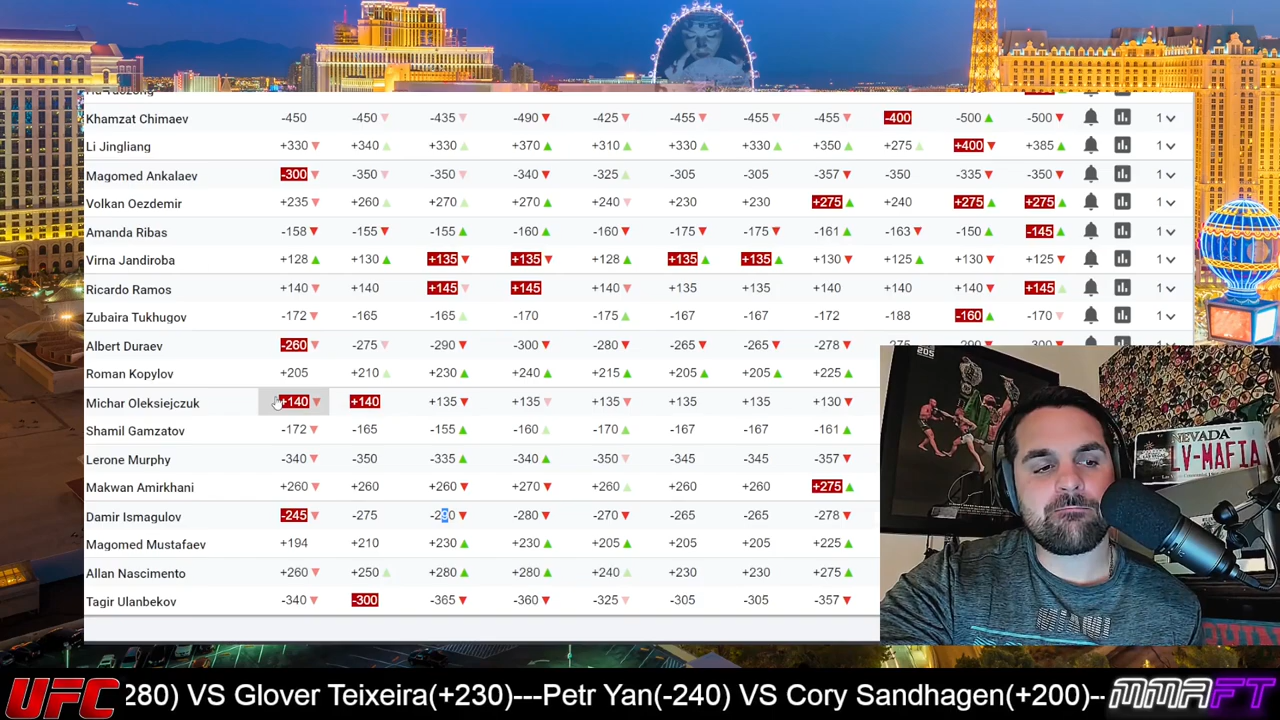 Khamzat Chimaev -450 -450 -435 -490 -425 -455 -455 -455 -400 -500 -500 1
Li Jingliang +330 +340 +330 +370 +310 +330 +330 +350 +275 +400 +385 1
Magomed Ankalaev -300 -350 -350 -340 -325 -305 -305 -357 -350 -335 -350 1
Volkan Oezdemir +235 +260 +270 +270 +240 +230 +230 +275 +240 +275 +275 1
Amanda Ribas -158 -155 -155 -160 -160 -175 -175 -161 -163 -150 -145 1
Virna Jandiroba +128 +130 +135 +135 +128 +135 +135 +130 +125 +130 +125 1
Ricardo Ramos +140 +140 +145 +145 +140 +135 +135 +140 +140 +140 +145 1
Zubaira Tukhugov -172 -165 -165 -170 -175 -167 -167 -172 -188 -160 -170 1
Albert Duraev -260 -275 -290 -300 -280 -265 -265 -278
Roman Kopylov +205 +210 +230 +240 +215 +205 +205 +225
Michar Oleksiejczuk +140 +140 +135 +135 +135 +135 +135 +130
Shamil Gamzatov -172 -165 -155 -160 -170 -167 -167 -161
Lerone Murphy -340 -350 -335 -340 -350 -345 -345 -357
Makwan Amirkhani +260 +260 +260 +270 +260 +260 +260 +275
Damir Ismagulov -245 -275 -290 -280 -270 -265 -265 -278
Magomed Mustafaev +194 +210 +230 +230 +205 +205 +205 +225
Allan Nascimento +260 +250 +280 +280 +240 +230 +230 +275
Tagir Ulanbekov -340 -300 -365 -360 -325 -305 -305 -357
205
NEVADA
LV-MAFIA
UFC 280) VS Glover Teixeira(+230)---Petr Yan(-240) VS Cory Sandhagen(+200)-- MMAFT